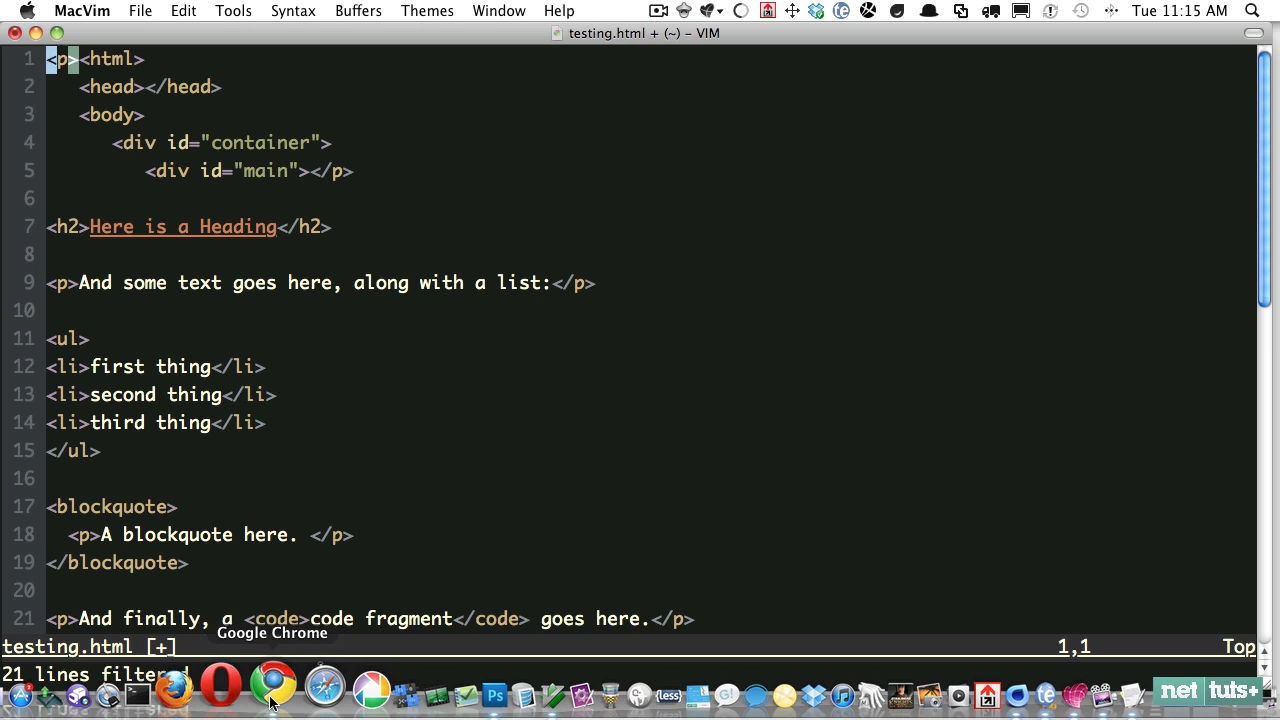 MacVim File Edit Tools Syntax Buffers Themes Window Help Tue 11:15 AM
testing.html + (~) – VIM
1 <p><html>
2 <head></head>
3 <body>
4 <div id="container">
5 <div id="main"></p>
6
7 <h2>Here is a Heading</h2>
8
9 <p>And some text goes here, along with a list:</p>
10
11 <ul>
12 <li>first thing</li>
13 <li>second thing</li>
14 <li>third thing</li>
15 </ul>
16
17 <blockquote>
18 <p>A blockquote here. </p>
19 </blockquote>
20
21 <p>And finally, a <code>code fragment</code> goes here.</p>
Google Chrome
testing.html [+] 1,1 Top
21 lines filtered
Ps {less} te
net tuts+